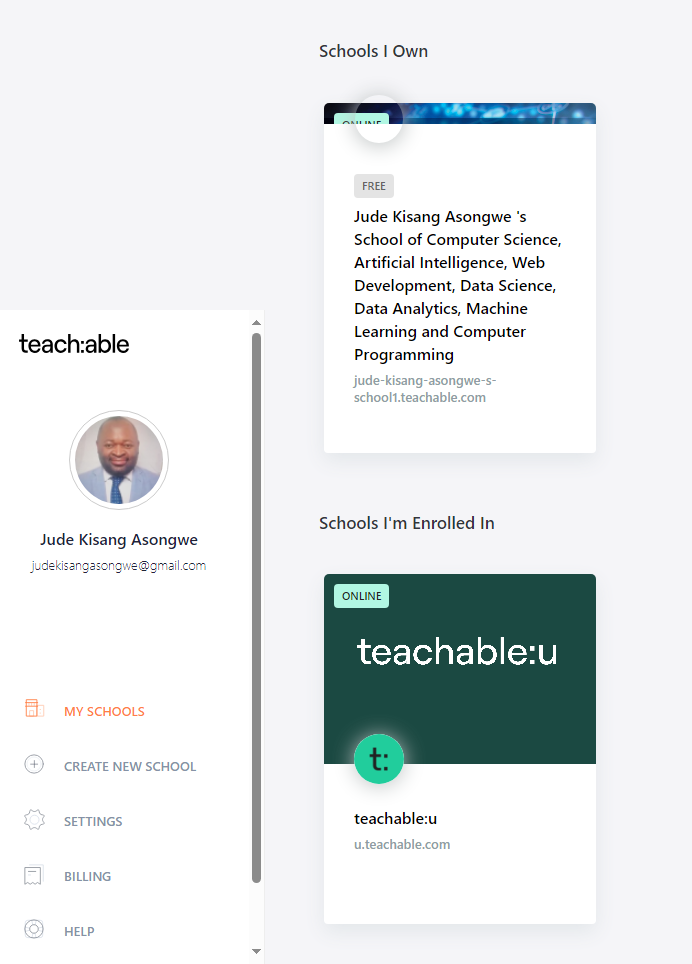 Schools I Own
ONLINE
FREE
Jude Kisang Asongwe 's
School of Computer Science,
Artificial Intelligence, Web
Development, Data Science,
Data Analytics, Machine
Learning and Computer
Programming
jude-kisang-asongwe-s-
school1.teachable.com
teach:able
Jude Kisang Asongwe
judekisangasongwe@gmail.com
MY SCHOOLS
CREATE NEW SCHOOL
SETTINGS
BILLING
HELP
Schools I'm Enrolled In
ONLINE
teachable:u
t:
teachable:u
u.teachable.com